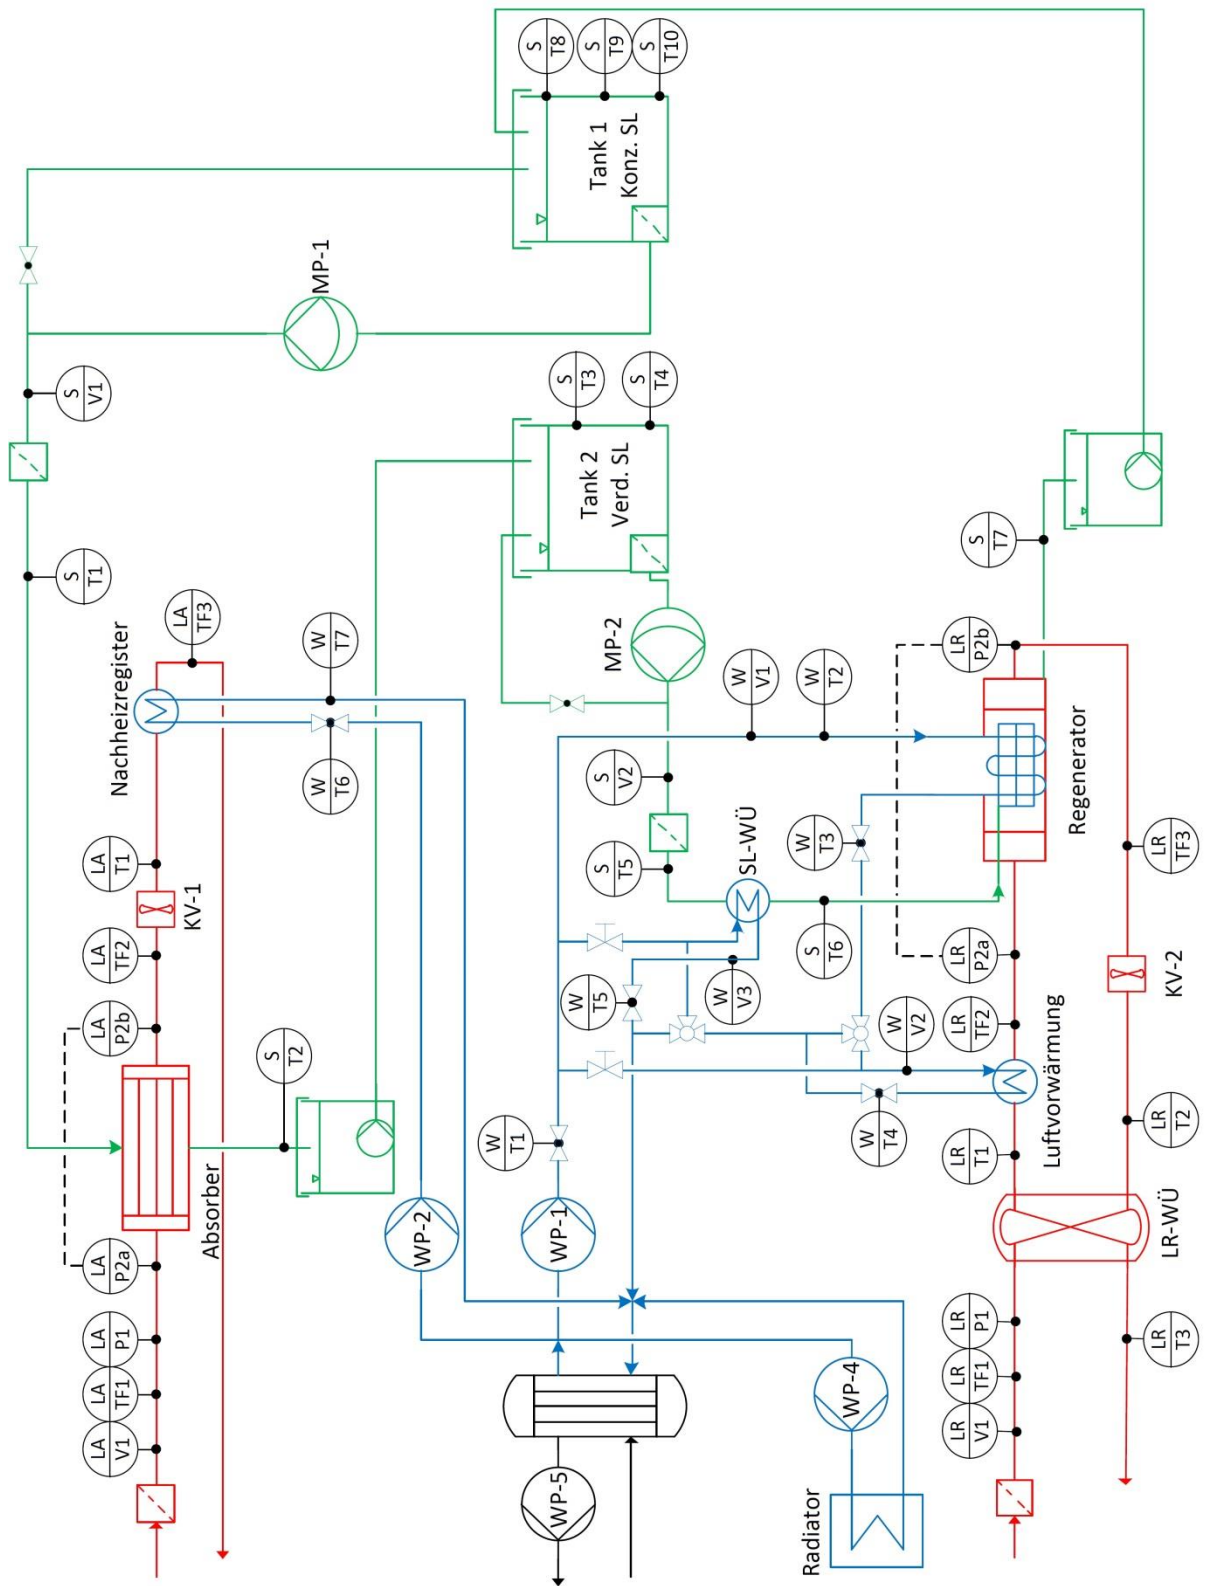 S
T8
S
T9
S
T10
Tank 1
Konz. SL
MP-1
S
V1
S
T1
S
T3
S
T4
Tank 2
Verd. SL
MP-2
LA
TF3
Nachheizregister
W
T7
W
T6
LA
T1
KV-1
LA
TF2
LA
P2b
S
T2
Absorber
LA
P2a
LA
P1
LA
TF1
LA
V1
WP-2
WP-1
W
T1
W
T5
W
V3
S
V2
S
T5
SL-WÜ
S
T6
W
V1
W
T2
W
T3
W
V2
W
T4
S
T7
LR
P2b
Regenerator
LR
TF3
LR
P2a
LR
TF2
KV-2
Luftvorwärmung
LR
T1
LR
T2
LR-WÜ
LR
P1
LR
TF1
LR
V1
LR
T3
WP-4
WP-5
Radiator